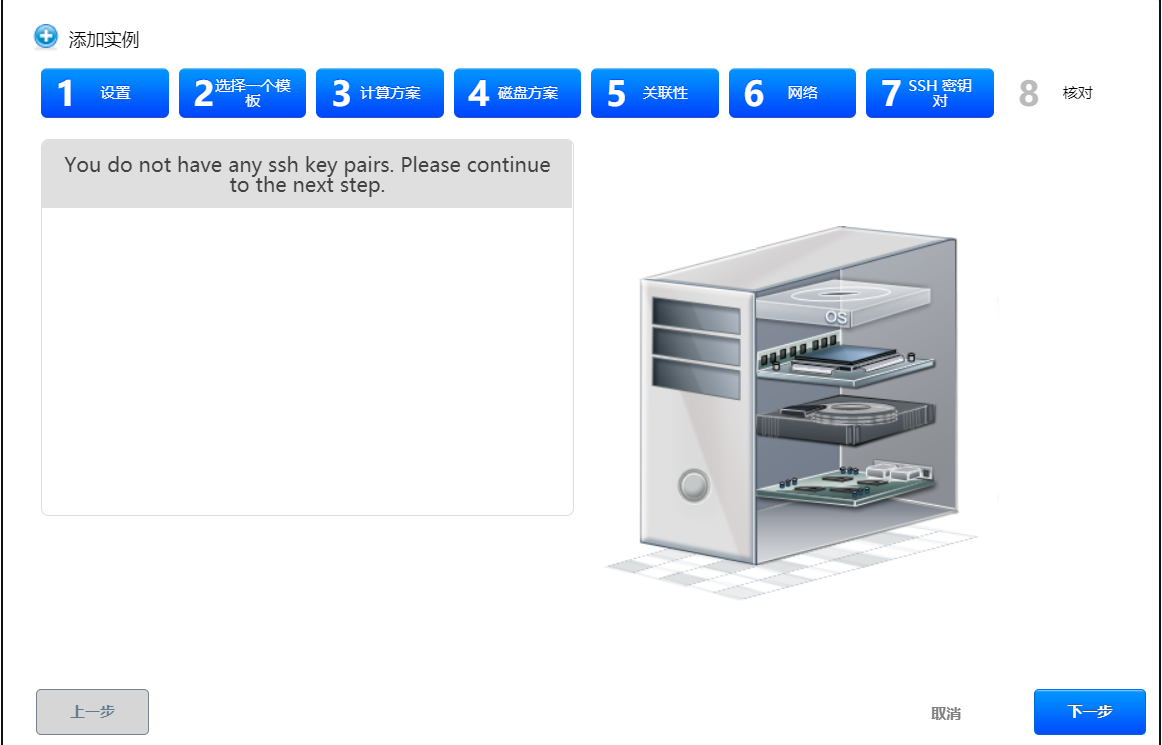 添加实例
1 设置
2 选择一个模
板
3 计算方案
4 磁盘方案
5 关联性
6 网络
7 SSH 密钥
对
8 核对
You do not have any ssh key pairs. Please continue
to the next step.
OS
上一步
取消
下一步